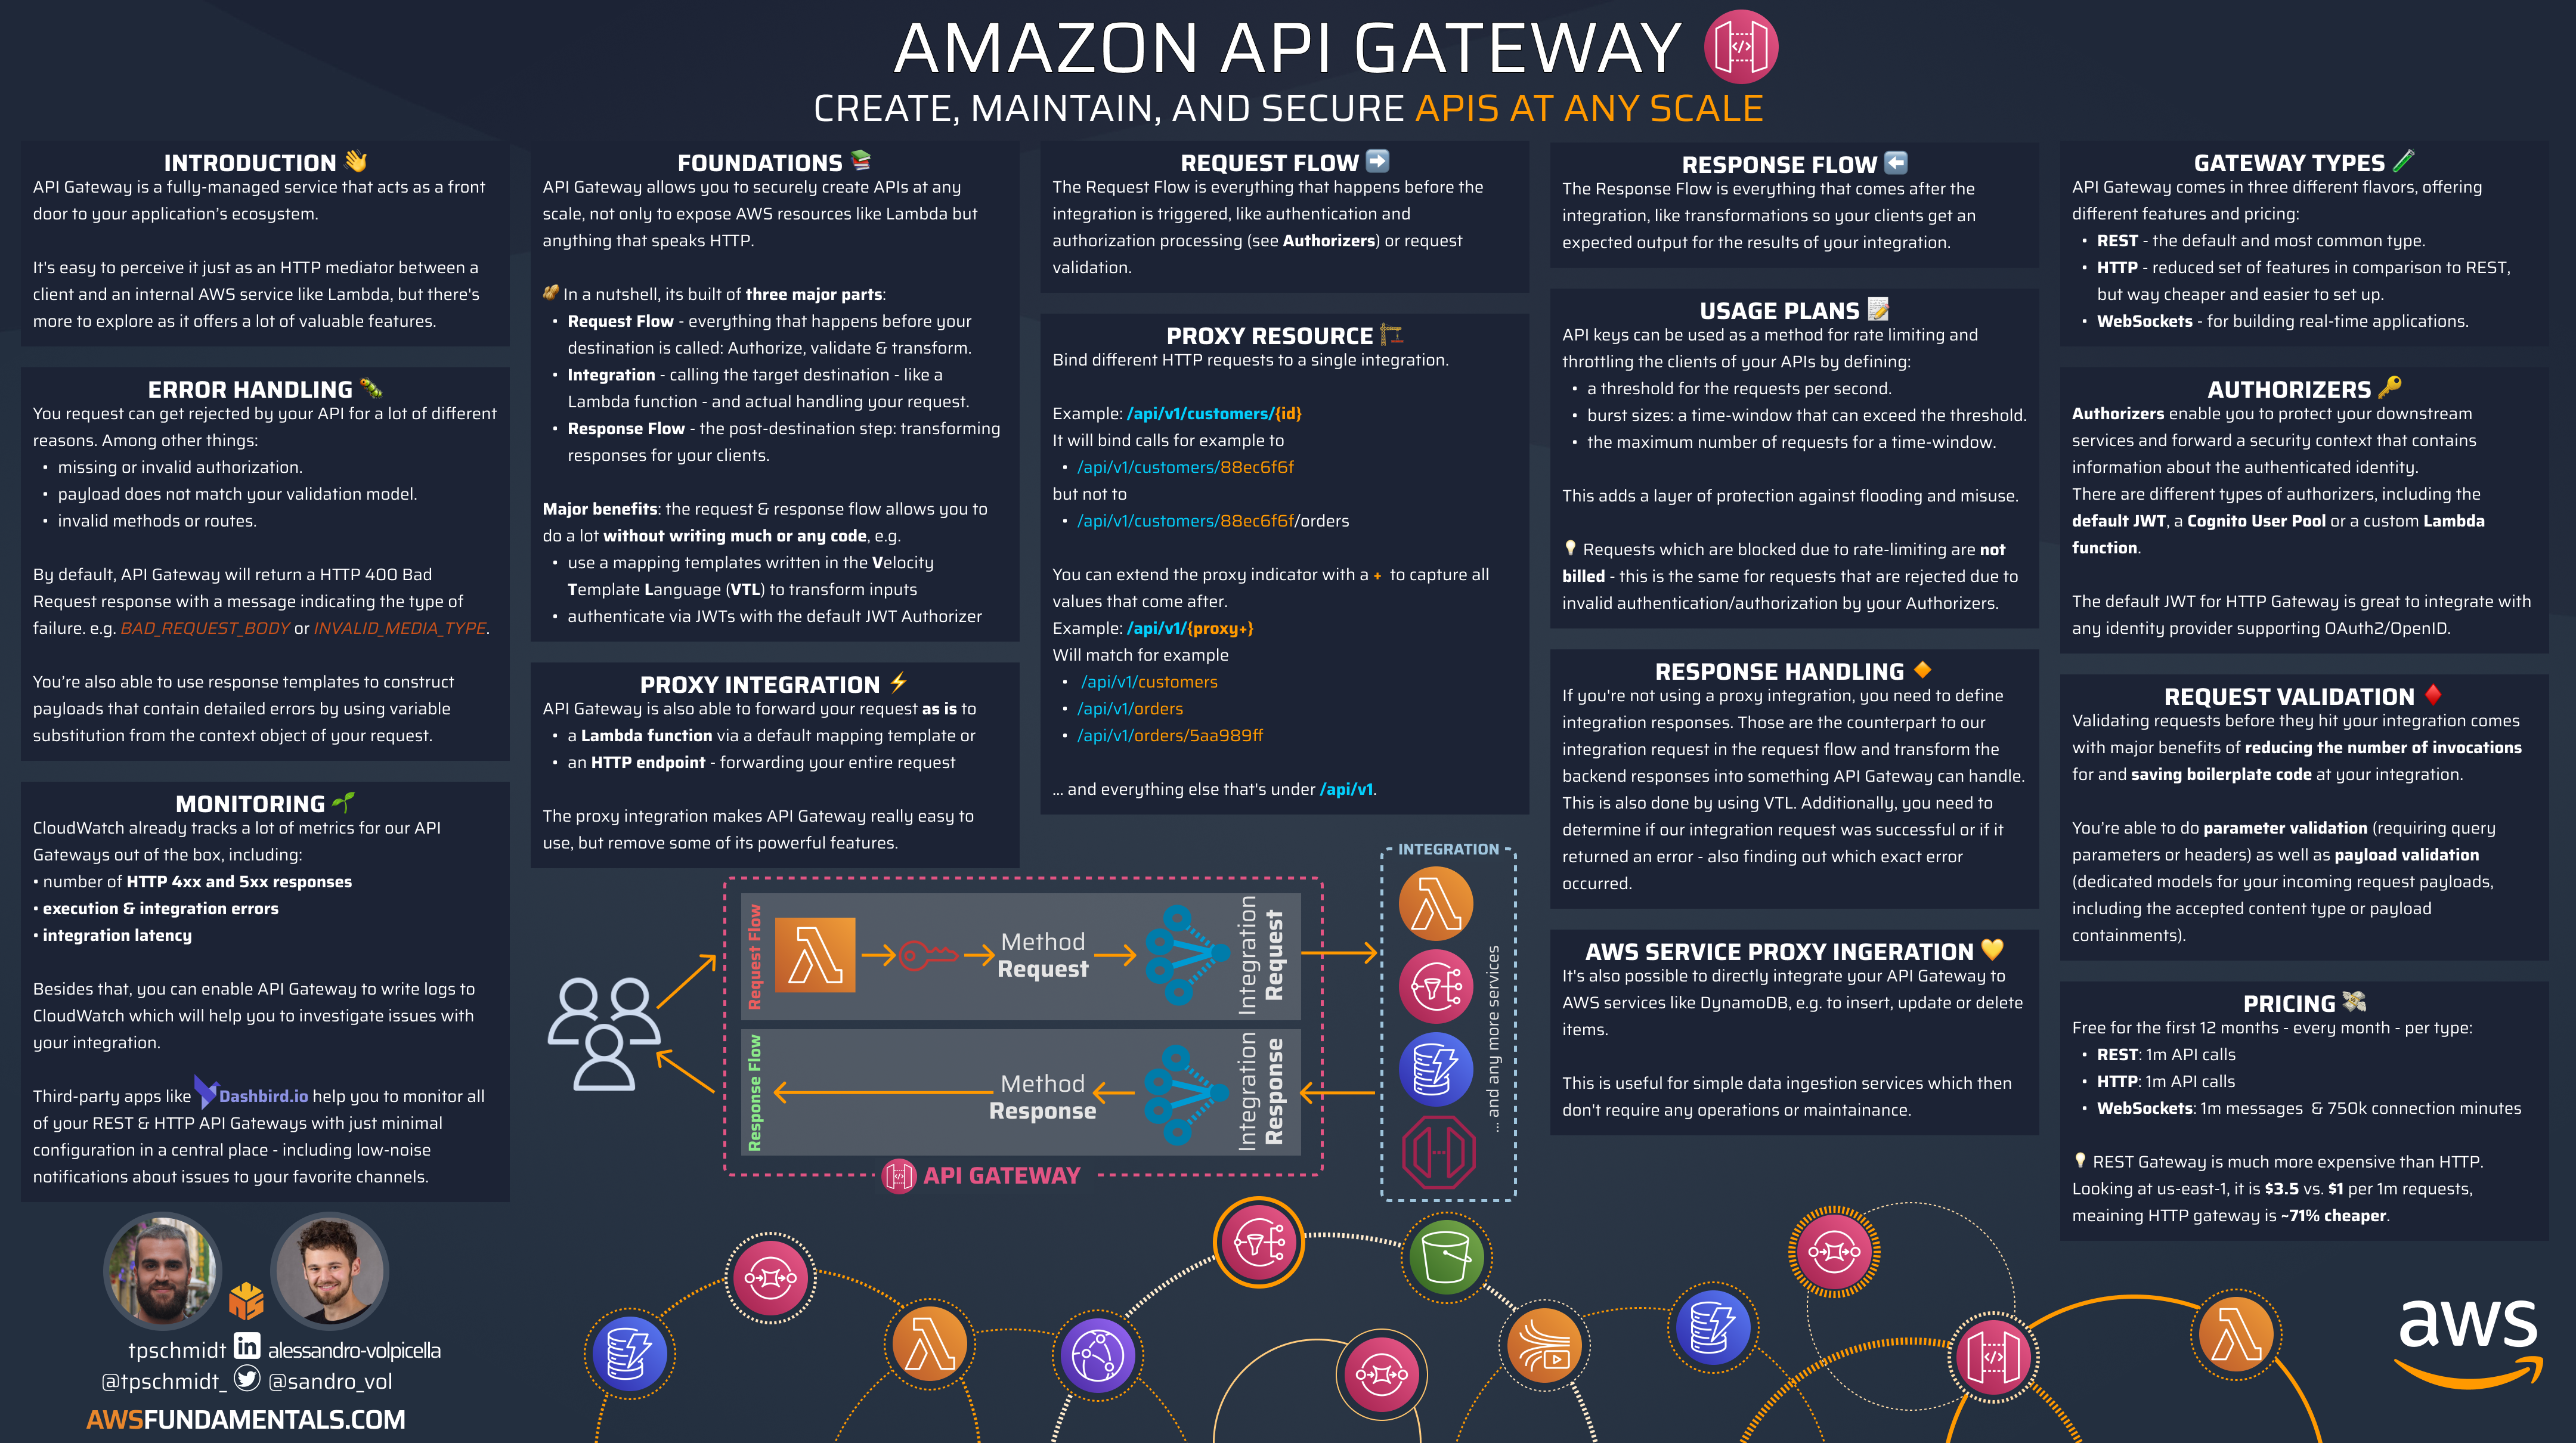 AMAZON API GATEWAY
CREATE, MAINTAIN, AND SECURE APIS AT ANY SCALE
INTRODUCTION 👋
API Gateway is a fully-managed service that acts as a front
door to your application's ecosystem.
It's easy to perceive it just as an HTTP mediator between a
client and an internal AWS service like Lambda, but there's
more to explore as it offers a lot of valuable features.
ERROR HANDLING 🐛
You request can get rejected by your API for a lot of different
reasons. Among other things:
• missing or invalid authorization.
• payload does not match your validation model.
• invalid methods or routes.
By default, API Gateway will return a HTTP 400 Bad
Request response with a message indicating the type of
failure. e.g. BAD_REQUEST_BODY or INVALID_MEDIA_TYPE.
You're also able to use response templates to construct
payloads that contain detailed errors by using variable
substitution from the context object of your request.
MONITORING 🌱
CloudWatch already tracks a lot of metrics for our API
Gateways out of the box, including:
• number of HTTP 4xx and 5xx responses
• execution & integration errors
• integration latency
Besides that, you can enable API Gateway to write logs to
CloudWatch which will help you to investigate issues with
your integration.
Third-party apps like Dashbird.io help you to monitor all
of your REST & HTTP API Gateways with just minimal
configuration in a central place - including low-noise
notifications about issues to your favorite channels.
FOUNDATIONS 📚
API Gateway allows you to securely create APIs at any
scale, not only to expose AWS resources like Lambda but
anything that speaks HTTP.
🥜 In a nutshell, its built of three major parts:
• Request Flow - everything that happens before your
destination is called: Authorize, validate & transform.
• Integration - calling the target destination - like a
Lambda function - and actual handling your request.
• Response Flow - the post-destination step: transforming
responses for your clients.
Major benefits: the request & response flow allows you to
do a lot without writing much or any code, e.g.
• use a mapping templates written in the Velocity
Template Language (VTL) to transform inputs
• authenticate via JWTs with the default JWT Authorizer
PROXY INTEGRATION ⚡
API Gateway is also able to forward your request as is to
• a Lambda function via a default mapping template or
• an HTTP endpoint - forwarding your entire request
The proxy integration makes API Gateway really easy to
use, but remove some of its powerful features.
REQUEST FLOW ➡️
The Request Flow is everything that happens before the
integration is triggered, like authentication and
authorization processing (see Authorizers) or request
validation.
PROXY RESOURCE 🏗️
Bind different HTTP requests to a single integration.
Example: /api/v1/customers/{id}
It will bind calls for example to
• /api/v1/customers/88ec6f6f
but not to
• /api/v1/customers/88ec6f6f/orders
You can extend the proxy indicator with a + to capture all
values that come after.
Example: /api/v1/{proxy+}
Will match for example
• /api/v1/customers
• /api/v1/orders
• /api/v1/orders/5aa989ff
... and everything else that's under /api/v1.
RESPONSE FLOW ⬅️
The Response Flow is everything that comes after the
integration, like transformations so your clients get an
expected output for the results of your integration.
USAGE PLANS 📝
API keys can be used as a method for rate limiting and
throttling the clients of your APIs by defining:
• a threshold for the requests per second.
• burst sizes: a time-window that can exceed the threshold.
• the maximum number of requests for a time-window.
This adds a layer of protection against flooding and misuse.
💡 Requests which are blocked due to rate-limiting are not
billed - this is the same for requests that are rejected due to
invalid authentication/authorization by your Authorizers.
RESPONSE HANDLING 🔸
If you're not using a proxy integration, you need to define
integration responses. Those are the counterpart to our
integration request in the request flow and transform the
backend responses into something API Gateway can handle.
This is also done by using VTL. Additionally, you need to
determine if our integration request was successful or if it
returned an error - also finding out which exact error
occurred.
AWS SERVICE PROXY INGERATION 💛
It's also possible to directly integrate your API Gateway to
AWS services like DynamoDB, e.g. to insert, update or delete
items.
This is useful for simple data ingestion services which then
don't require any operations or maintainance.
GATEWAY TYPES 🧪
API Gateway comes in three different flavors, offering
different features and pricing:
• REST - the default and most common type.
• HTTP - reduced set of features in comparison to REST,
but way cheaper and easier to set up.
• WebSockets - for building real-time applications.
AUTHORIZERS 🔑
Authorizers enable you to protect your downstream
services and forward a security context that contains
information about the authenticated identity.
There are different types of authorizers, including the
default JWT, a Cognito User Pool or a custom Lambda
function.
The default JWT for HTTP Gateway is great to integrate with
any identity provider supporting OAuth2/OpenID.
REQUEST VALIDATION ♦️
Validating requests before they hit your integration comes
with major benefits of reducing the number of invocations
for and saving boilerplate code at your integration.
You're able to do parameter validation (requiring query
parameters or headers) as well as payload validation
(dedicated models for your incoming request payloads,
including the accepted content type or payload
containments).
PRICING 💸
Free for the first 12 months - every month - per type:
• REST: 1m API calls
• HTTP: 1m API calls
• WebSockets: 1m messages & 750k connection minutes
💡 REST Gateway is much more expensive than HTTP.
Looking at us-east-1, it is $3.5 vs. $1 per 1m requests,
meaining HTTP gateway is ~71% cheaper.
Request Flow
Method
Request
Integration
Request
Response Flow
Method
Response
Integration
Response
API GATEWAY
INTEGRATION
... and any more services
tpschmidt in alessandro-volpicella
@tpschmidt_ @sandro_vol
AWSFUNDAMENTALS.COM
aws